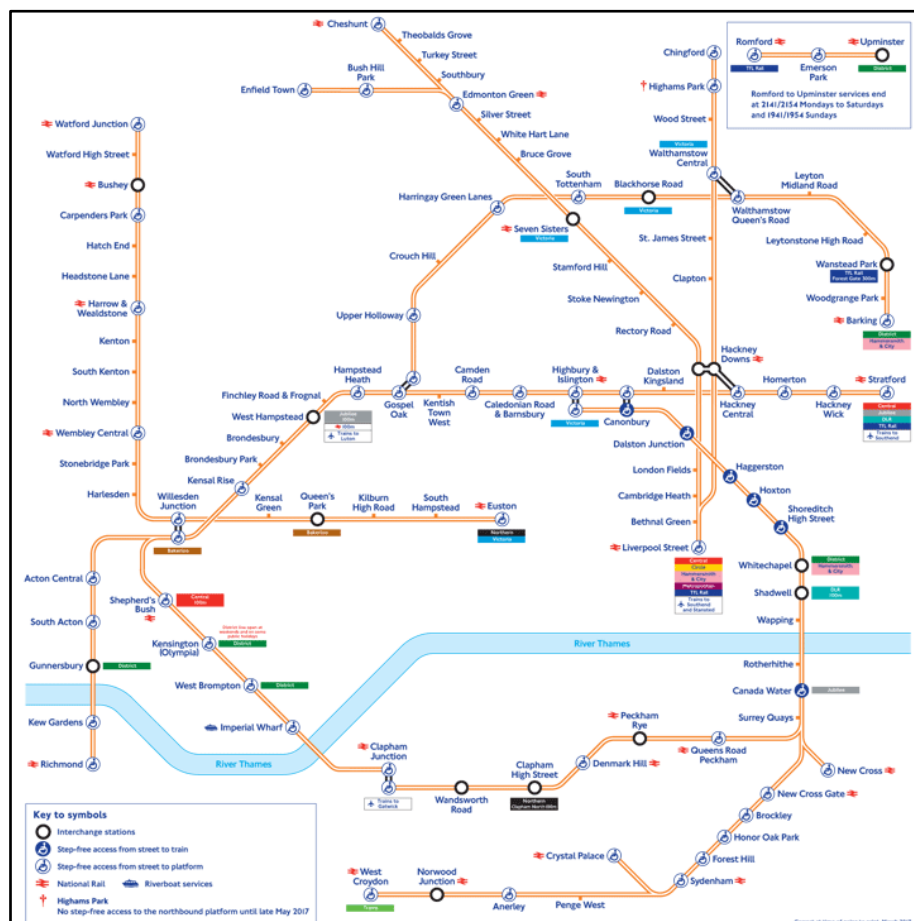 Cheshunt
Theobalds Grove
Turkey Street
Southbury
Bush Hill
Park
Enfield Town
Edmonton Green
Silver Street
White Hart Lane
Bruce Grove
Chingford
Highams Park
Wood Street
Victoria
Walthamstow
Central
Romford
TfL Rail
Emerson
Park
Upminster
District
Romford to Upminster services end
at 2141/2154 Mondays to Saturdays
and 1941/1954 Sundays
Watford Junction
Watford High Street
Bushey
Carpenders Park
Hatch End
Headstone Lane
Harrow &
Wealdstone
Kenton
South Kenton
North Wembley
Wembley Central
Stonebridge Park
Harlesden
Harringay Green Lanes
South
Tottenham
Blackhorse Road
Victoria
Leyton
Midland Road
Walthamstow
Queen's Road
Seven Sisters
Victoria
Crouch Hill
Stamford Hill
Stoke Newington
Rectory Road
St. James Street
Clapton
Leytonstone High Road
Wanstead Park
TfL Rail
Forest Gate 300m
Woodgrange Park
Barking
District
Hammersmith
& City
Upper Holloway
Hackney
Downs
Hampstead
Heath
Finchley Road & Frognal
West Hampstead
Jubilee
100m
Trains to
Luton
Brondesbury
Brondesbury Park
Kensal Rise
Gospel
Oak
Kentish
Town
West
Camden
Road
Caledonian Road
& Barnsbury
Highbury &
Islington
Victoria
Canonbury
Dalston
Kingsland
Dalston Junction
Hackney
Central
Homerton
Hackney
Wick
Stratford
Central
Jubilee
DLR
TfL Rail
Trains to
Southend
Willesden
Junction
Bakerloo
Kensal
Green
Queen's
Park
Bakerloo
Kilburn
High Road
South
Hampstead
Euston
Northern
Victoria
London Fields
Cambridge Heath
Bethnal Green
Liverpool Street
Central
Circle
Hammersmith
& City
Metropolitan
TfL Rail
Trains to
Southend
and Stansted
Haggerston
Hoxton
Shoreditch
High Street
Whitechapel
District
Hammersmith
& City
Shadwell
DLR
Wapping
Acton Central
South Acton
Gunnersbury
District
Kew Gardens
Richmond
Shepherd's
Bush
Central
Kensington
(Olympia)
District
West Brompton
District
Imperial Wharf
River Thames
River Thames
Rotherhithe
Canada Water
Jubilee
Surrey Quays
Clapham
Junction
Trains to
Gatwick
Wandsworth
Road
Clapham
High Street
Northern
Denmark Hill
Peckham
Rye
Queens Road
Peckham
New Cross
New Cross Gate
Brockley
Honor Oak Park
Forest Hill
Sydenham
Crystal Palace
Penge West
Anerley
Norwood
Junction
West
Croydon
Trams
Key to symbols
Interchange stations
Step-free access from street to train
Step-free access from street to platform
National Rail
Riverboat services
Highams Park
No step-free access to the northbound platform until late May 2017